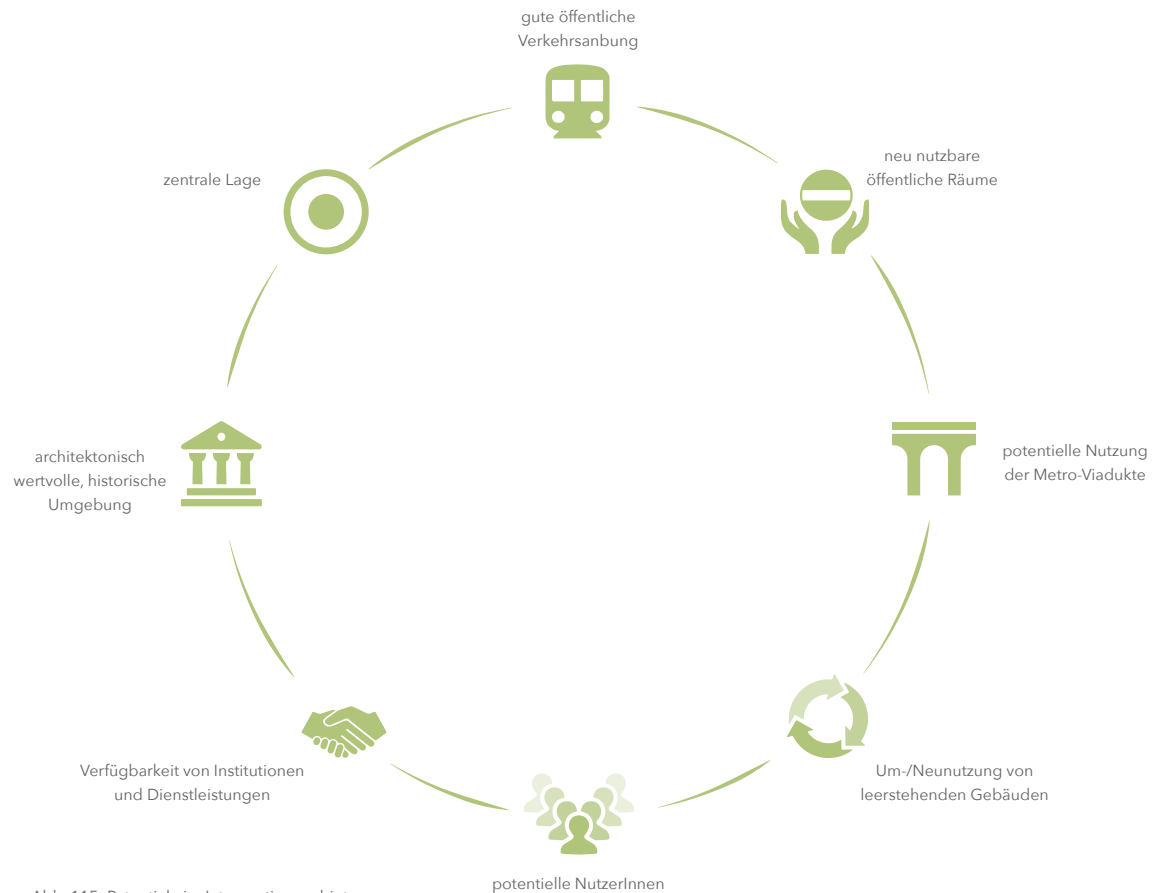 gute öffentliche
Verkehrsanbung
neu nutzbare
öffentliche Räume
zentrale Lage
architektonisch
wertvolle, historische
Umgebung
potentielle Nutzung
der Metro-Viadukte
Verfügbarkeit von Institutionen
und Dienstleistungen
Um-/Neunutzung von
leerstehenden Gebäuden
potentielle NutzerInnen